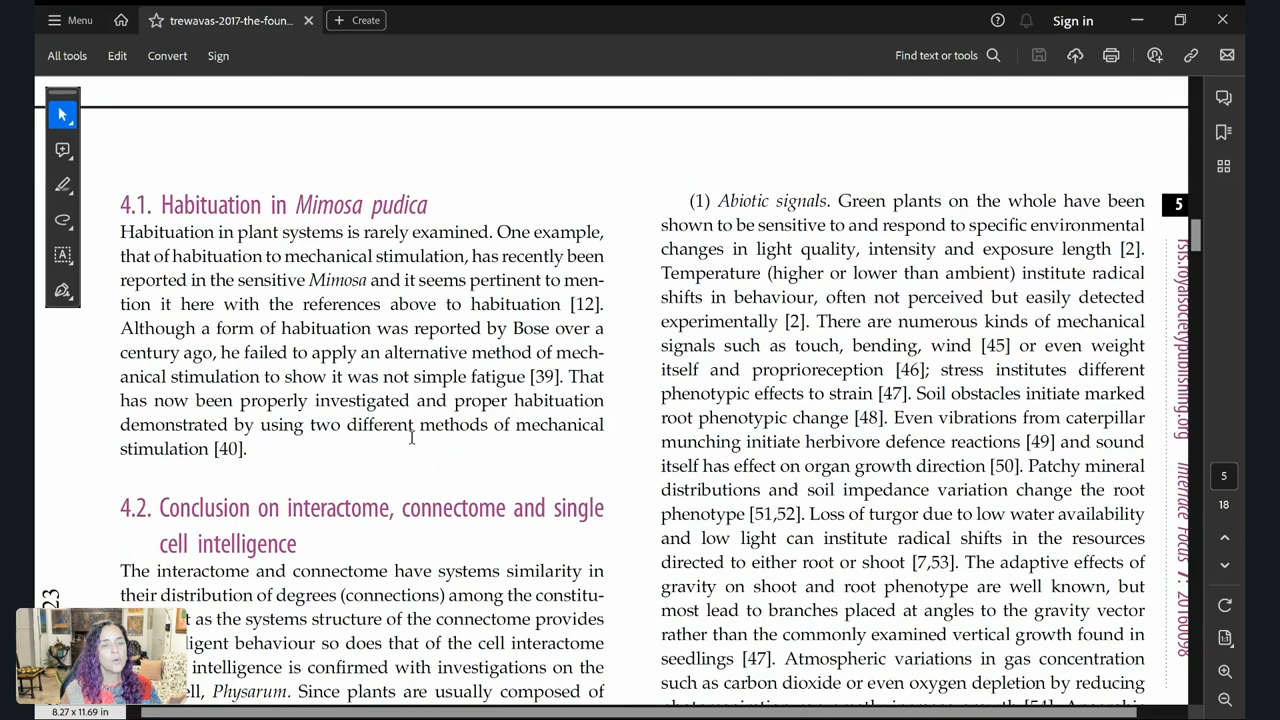 Menu
trewavas-2017-the-foun...
Create
Sign in
All tools
Edit
Convert
Sign
Find text or tools
4.1. Habituation in Mimosa pudica
Habituation in plant systems is rarely examined. One example,
that of habituation to mechanical stimulation, has recently been
reported in the sensitive Mimosa and it seems pertinent to men-
tion it here with the references above to habituation [12].
Although a form of habituation was reported by Bose over a
century ago, he failed to apply an alternative method of mech-
anical stimulation to show it was not simple fatigue [39]. That
has now been properly investigated and proper habituation
demonstrated by using two different methods of mechanical
stimulation [40].
4.2. Conclusion on interactome, connectome and single
cell intelligence
The interactome and connectome have systems similarity in
their distribution of degrees (connections) among the constitu-
t as the systems structure of the connectome provides
ligent behaviour so does that of the cell interactome
intelligence is confirmed with investigations on the
ll, Physarum. Since plants are usually composed of
(1) Abiotic signals. Green plants on the whole have been
shown to be sensitive to and respond to specific environmental
changes in light quality, intensity and exposure length [2].
Temperature (higher or lower than ambient) institute radical
shifts in behaviour, often not perceived but easily detected
experimentally [2]. There are numerous kinds of mechanical
signals such as touch, bending, wind [45] or even weight
itself and proprioreception [46]; stress institutes different
phenotypic effects to strain [47]. Soil obstacles initiate marked
root phenotypic change [48]. Even vibrations from caterpillar
munching initiate herbivore defence reactions [49] and sound
itself has effect on organ growth direction [50]. Patchy mineral
distributions and soil impedance variation change the root
phenotype [51,52]. Loss of turgor due to low water availability
and low light can institute radical shifts in the resources
directed to either root or shoot [7,53]. The adaptive effects of
gravity on shoot and root phenotype are well known, but
most lead to branches placed at angles to the gravity vector
rather than the commonly examined vertical growth found in
seedlings [47]. Atmospheric variations in gas concentration
such as carbon dioxide or even oxygen depletion by reducing
5
rsfs.royalsocietypublishing.org
Interface Focus 7: 20160098
5
18
23
8.27 x 11.69 in